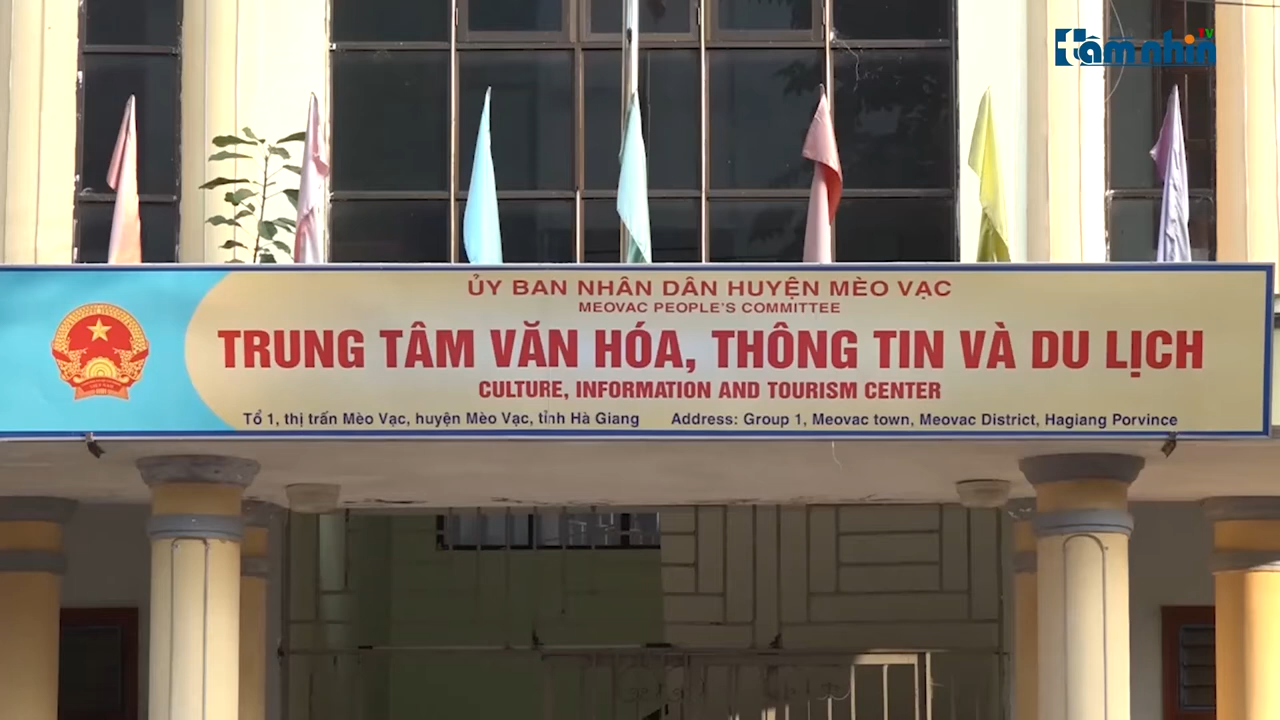 tâm nhìn TV
ỦY BAN NHÂN DÂN HUYỆN MÈO VẠC
MEOVAC PEOPLE'S COMMITTEE
TRUNG TÂM VĂN HÓA, THÔNG TIN VÀ DU LỊCH
CULTURE, INFORMATION AND TOURISM CENTER
Tổ 1, thị trấn Mèo Vạc, huyện Mèo Vạc, tỉnh Hà Giang Address: Group 1, Meovac town, Meovac District, Hagiang Porvince